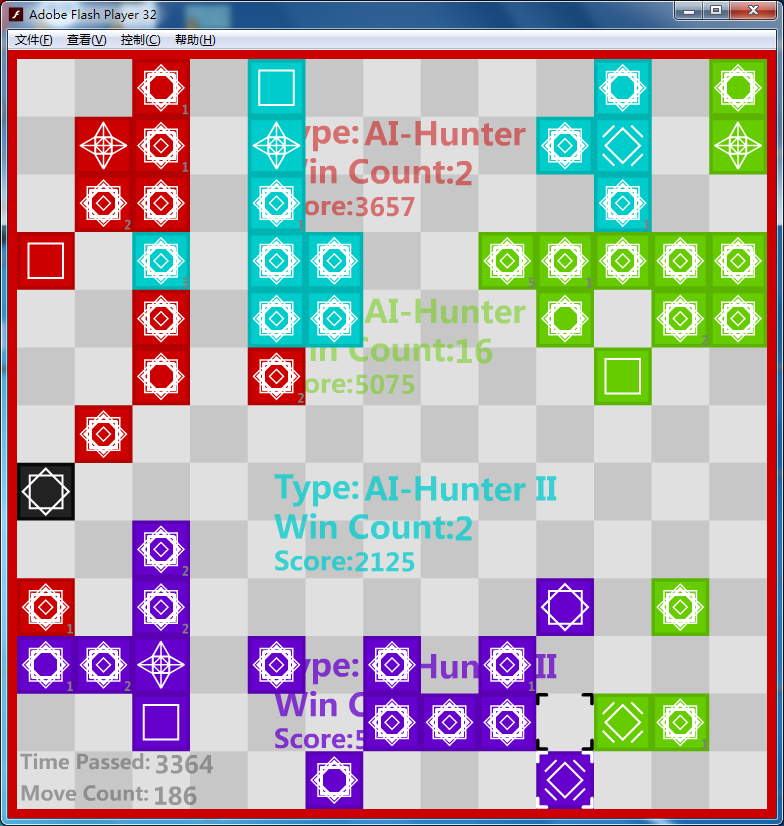 Adobe Flash Player 32
文件(F) 查看(V) 控制(C) 帮助(H)
ype: AI-Hunter
in Count:2
ore:3657
AI-Hunter
in Count:16
ore:5075
Type: AI-Hunter II
Win Count:2
Score:2125
ype: Hun II
Win C
Score:5
Time Passed: 3364
Move Count: 186